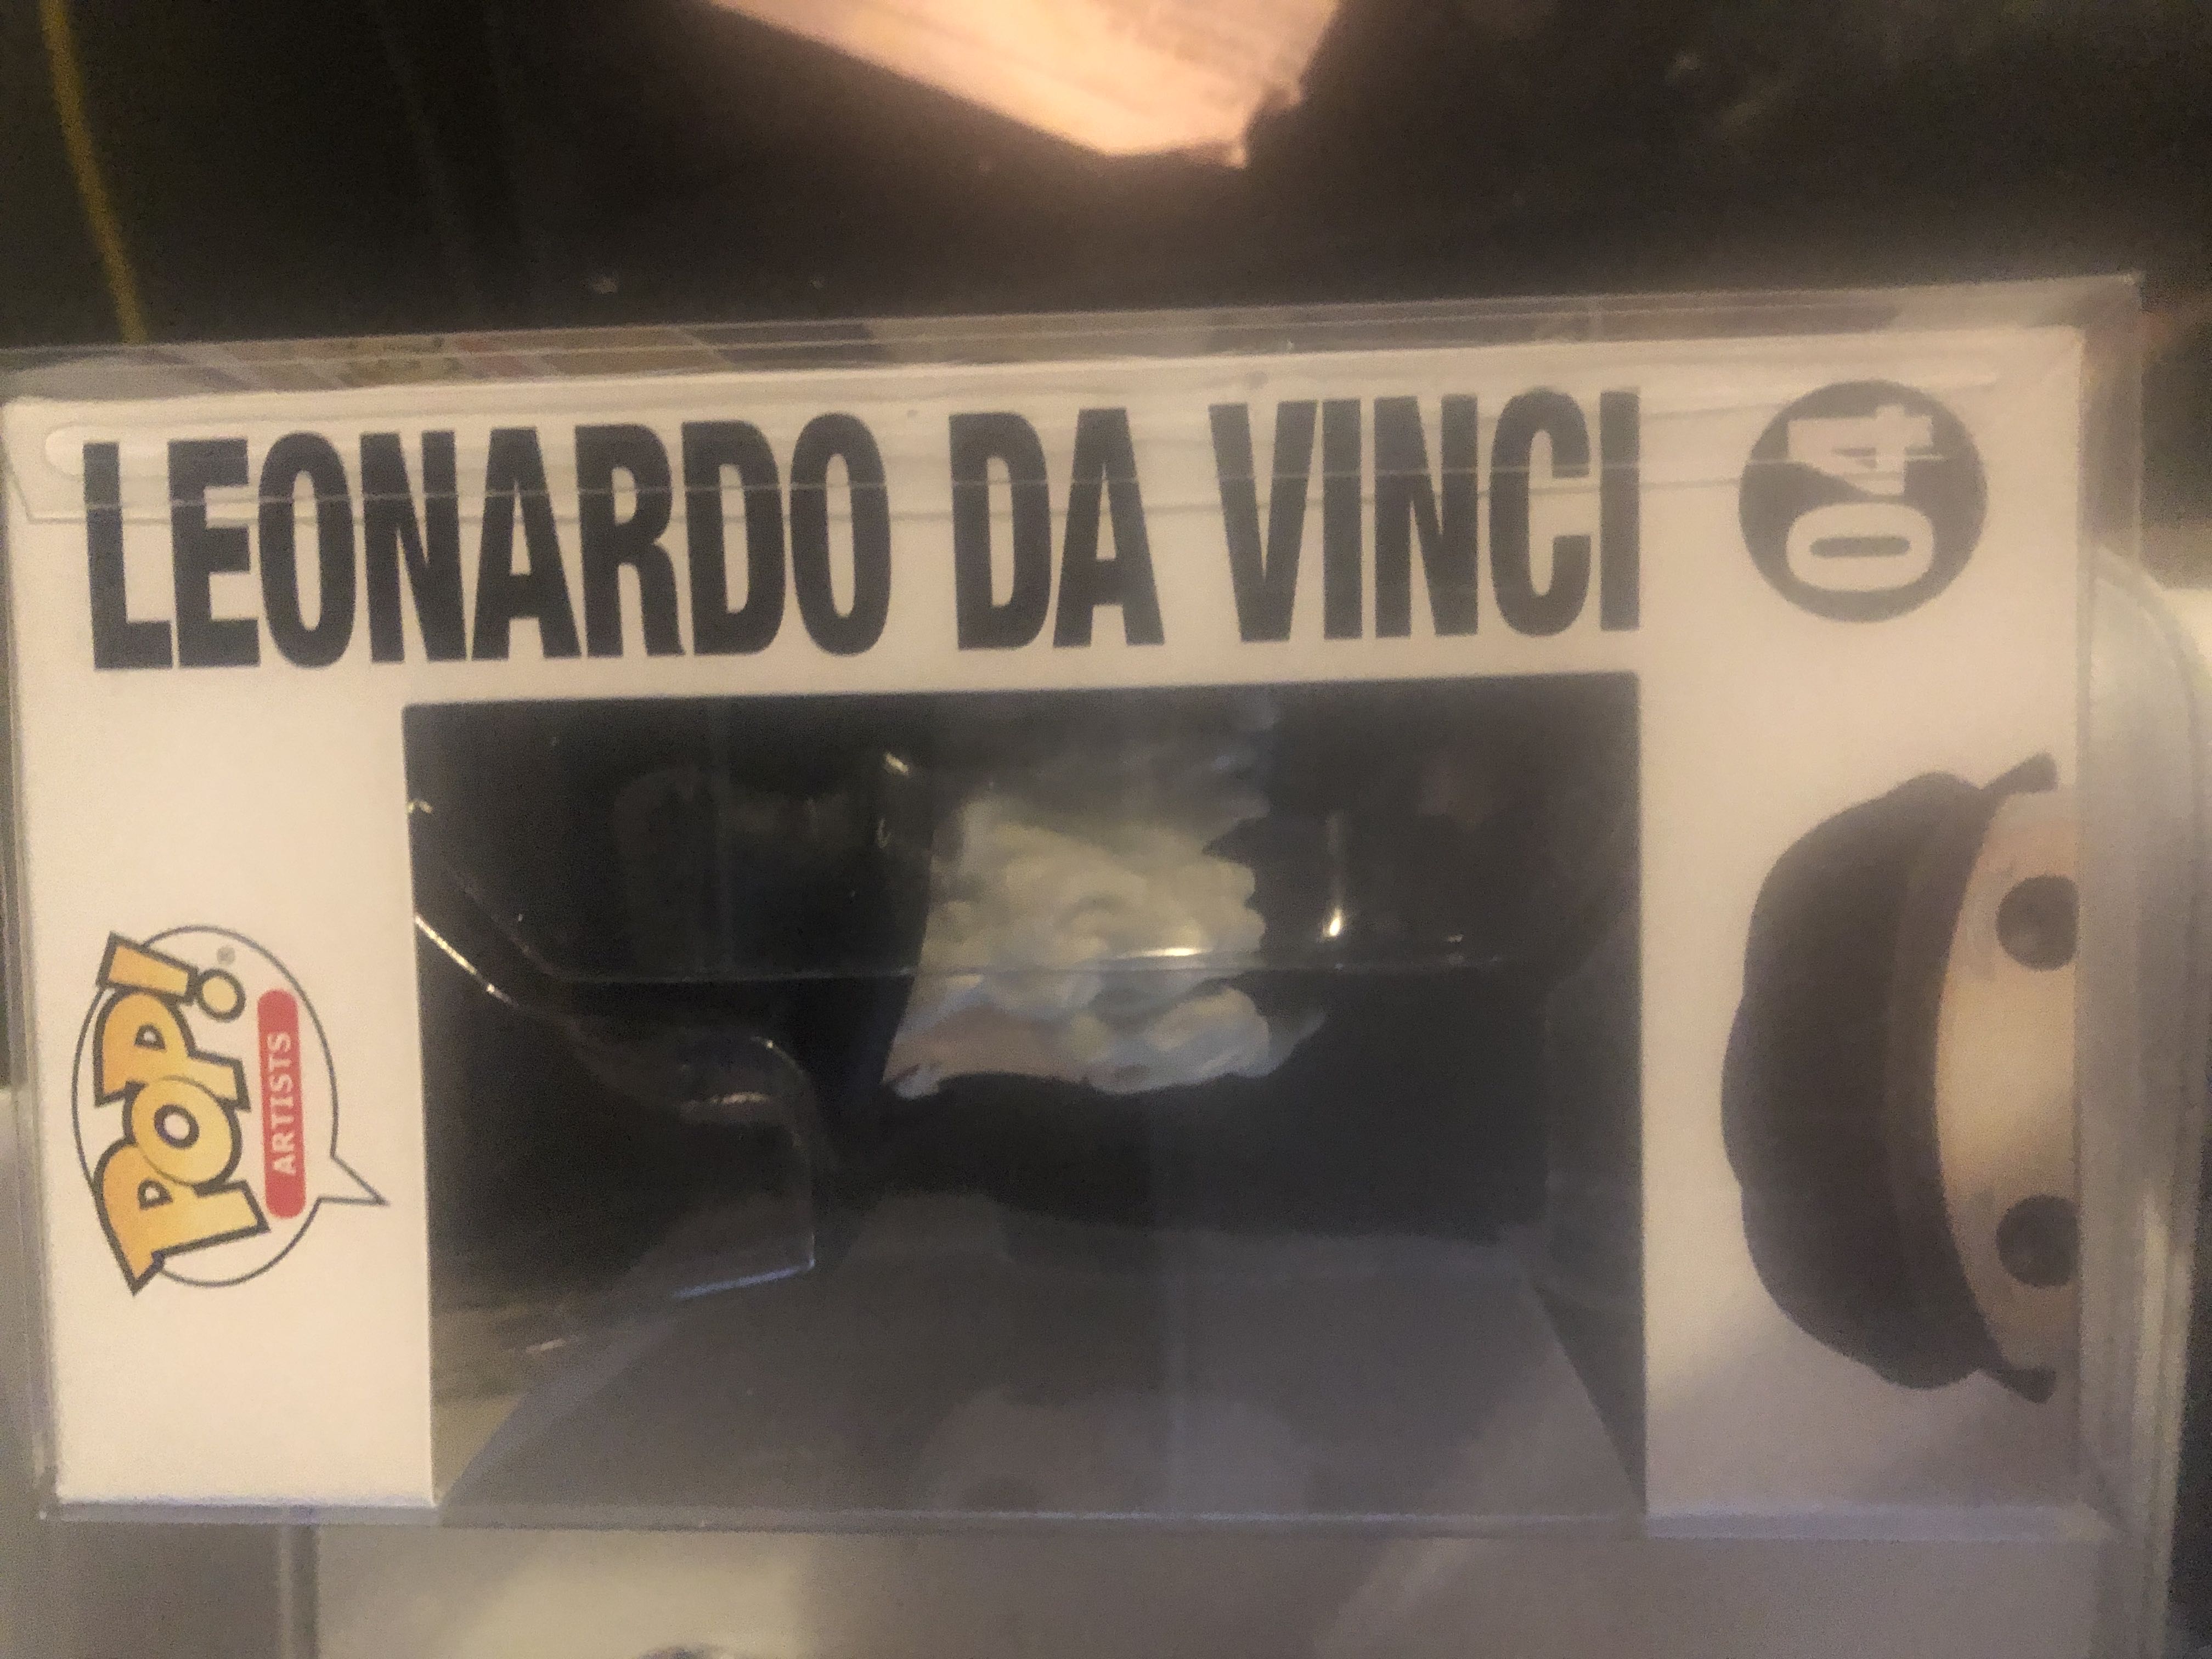 LEONARDO DA VINCI
04
POP!®
ARTISTS